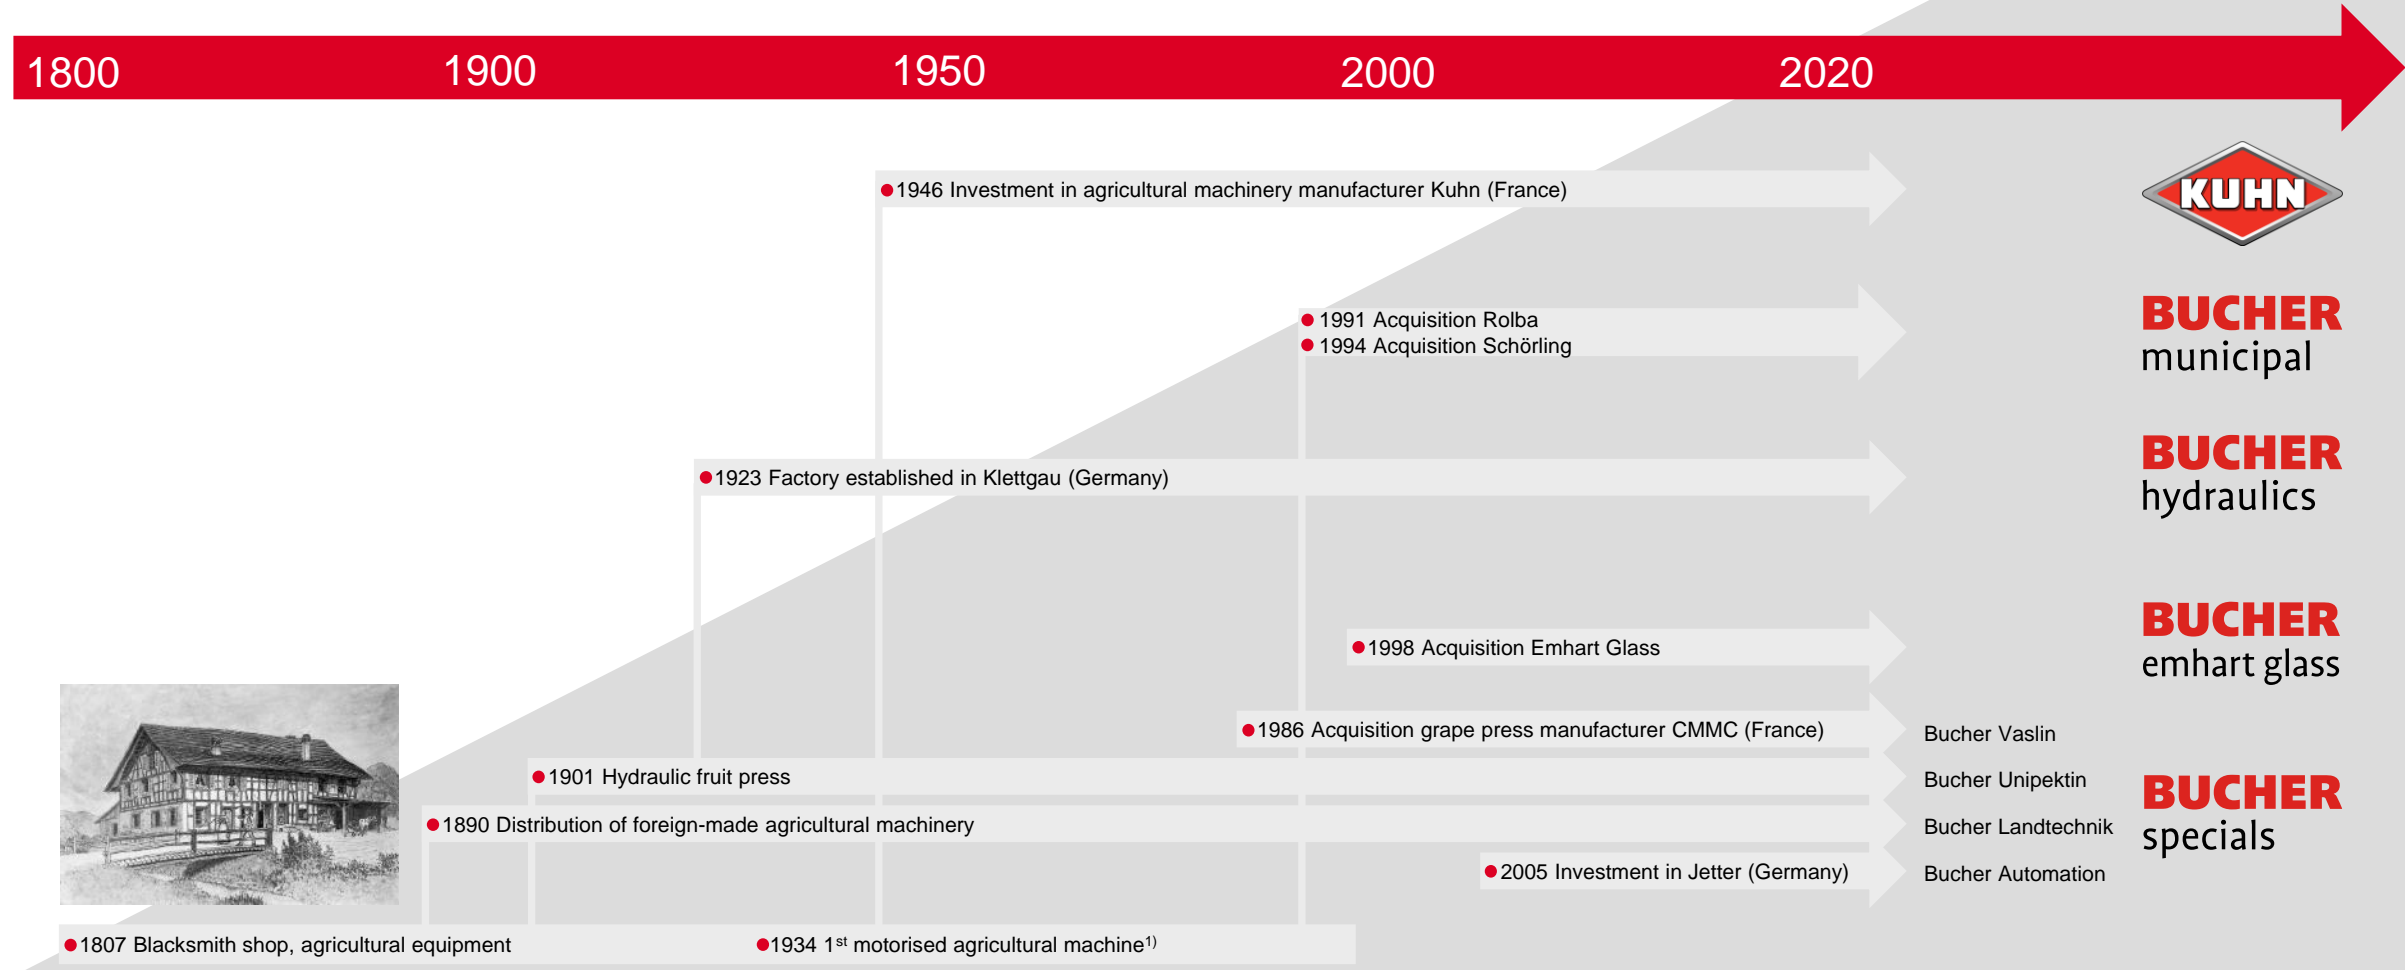 1800 1900 1950 2000 2020
1946 Investment in agricultural machinery manufacturer Kuhn (France)
KUHN
1991 Acquisition Rolba
1994 Acquisition Schörling
BUCHER
municipal
1923 Factory established in Klettgau (Germany)
BUCHER
hydraulics
1998 Acquisition Emhart Glass
BUCHER
emhart glass
1986 Acquisition grape press manufacturer CMMC (France)
Bucher Vaslin
1901 Hydraulic fruit press
Bucher Unipektin
1890 Distribution of foreign-made agricultural machinery
Bucher Landtechnik
2005 Investment in Jetter (Germany)
Bucher Automation
BUCHER
specials
1807 Blacksmith shop, agricultural equipment
1934 1st motorised agricultural machine1)